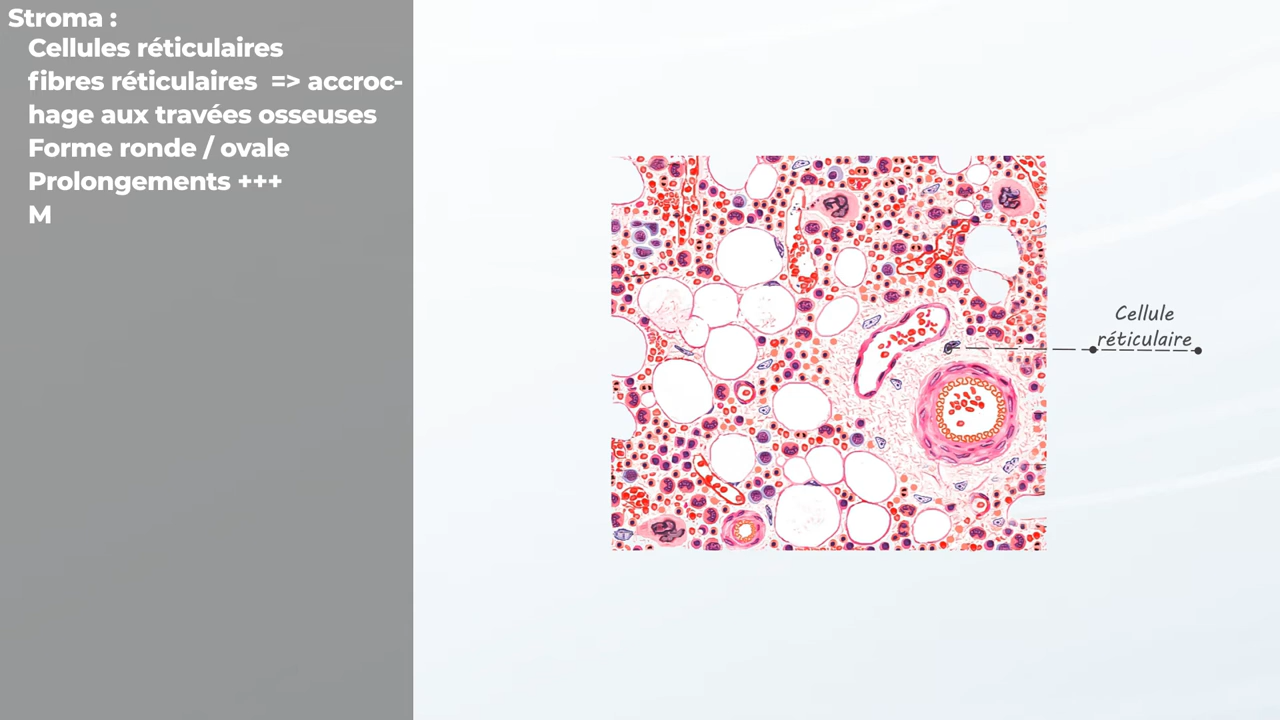 Stroma :
Cellules réticulaires
fibres réticulaires => accroc-
hage aux travées osseuses
Forme ronde / ovale
Prolongements +++
M
Cellule
réticulaire